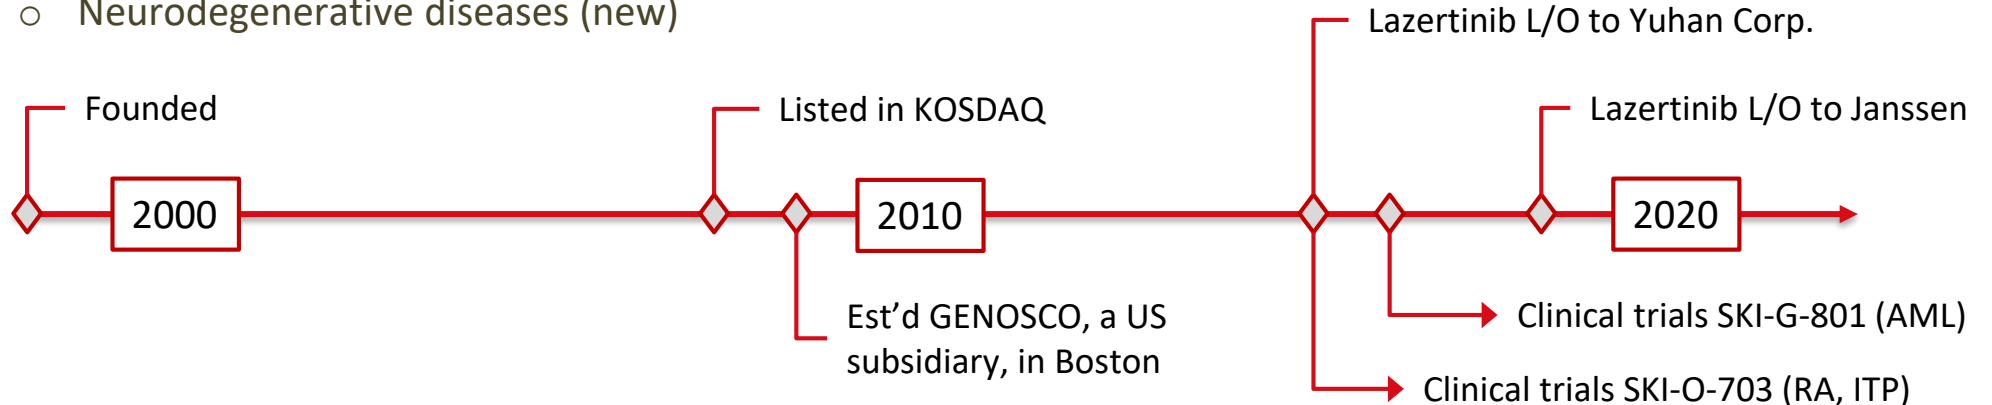 ○ Neurodegenerative diseases (new)
Lazertinib L/O to Yuhan Corp.
Founded
Listed in KOSDAQ
Lazertinib L/O to Janssen
2000
2010
2020
Est’d GENOSCO, a US
subsidiary, in Boston
Clinical trials SKI-G-801 (AML)
Clinical trials SKI-O-703 (RA, ITP)